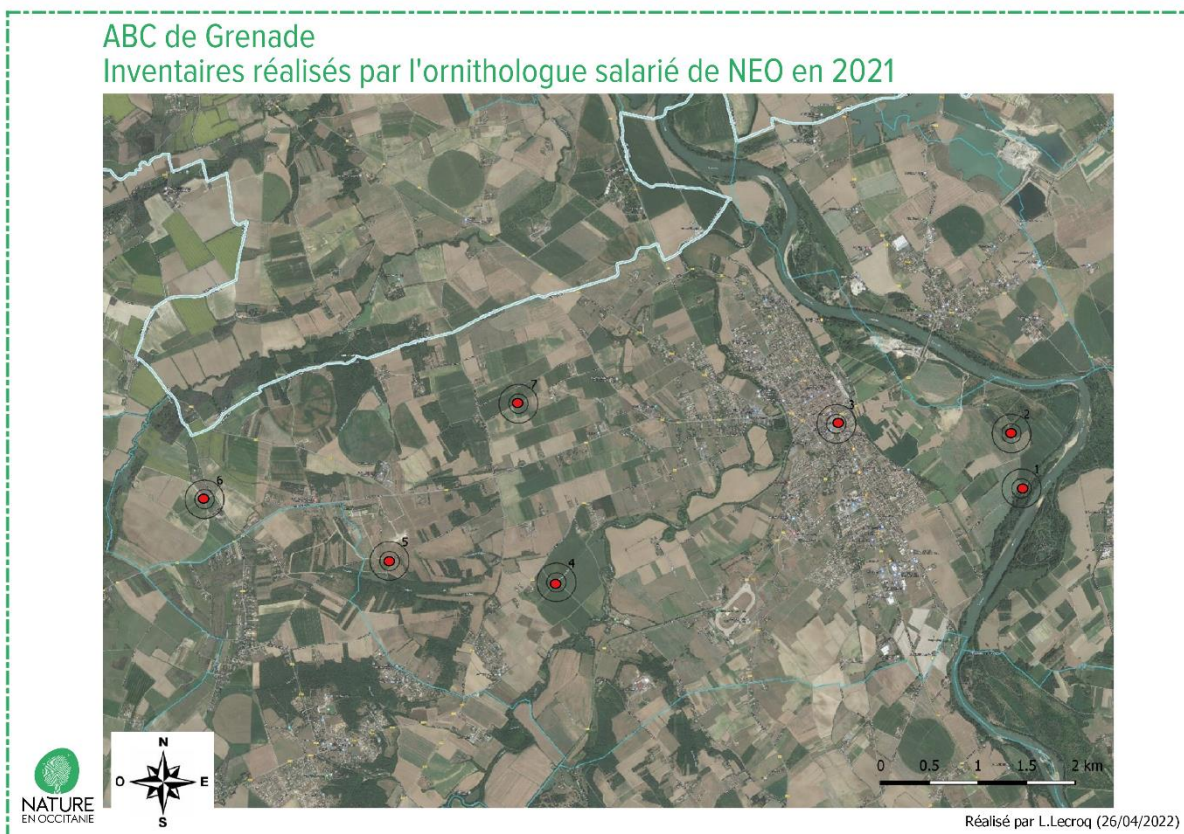 ABC de Grenade
Inventaires réalisés par l'ornithologue salarié de NEO en 2021
7
3
2
1
6
5
4
N
O
E
S
0 0.5 1 1.5 2 km
NATURE
EN OCCITANIE
Réalisé par L.Lecroq (26/04/2022)